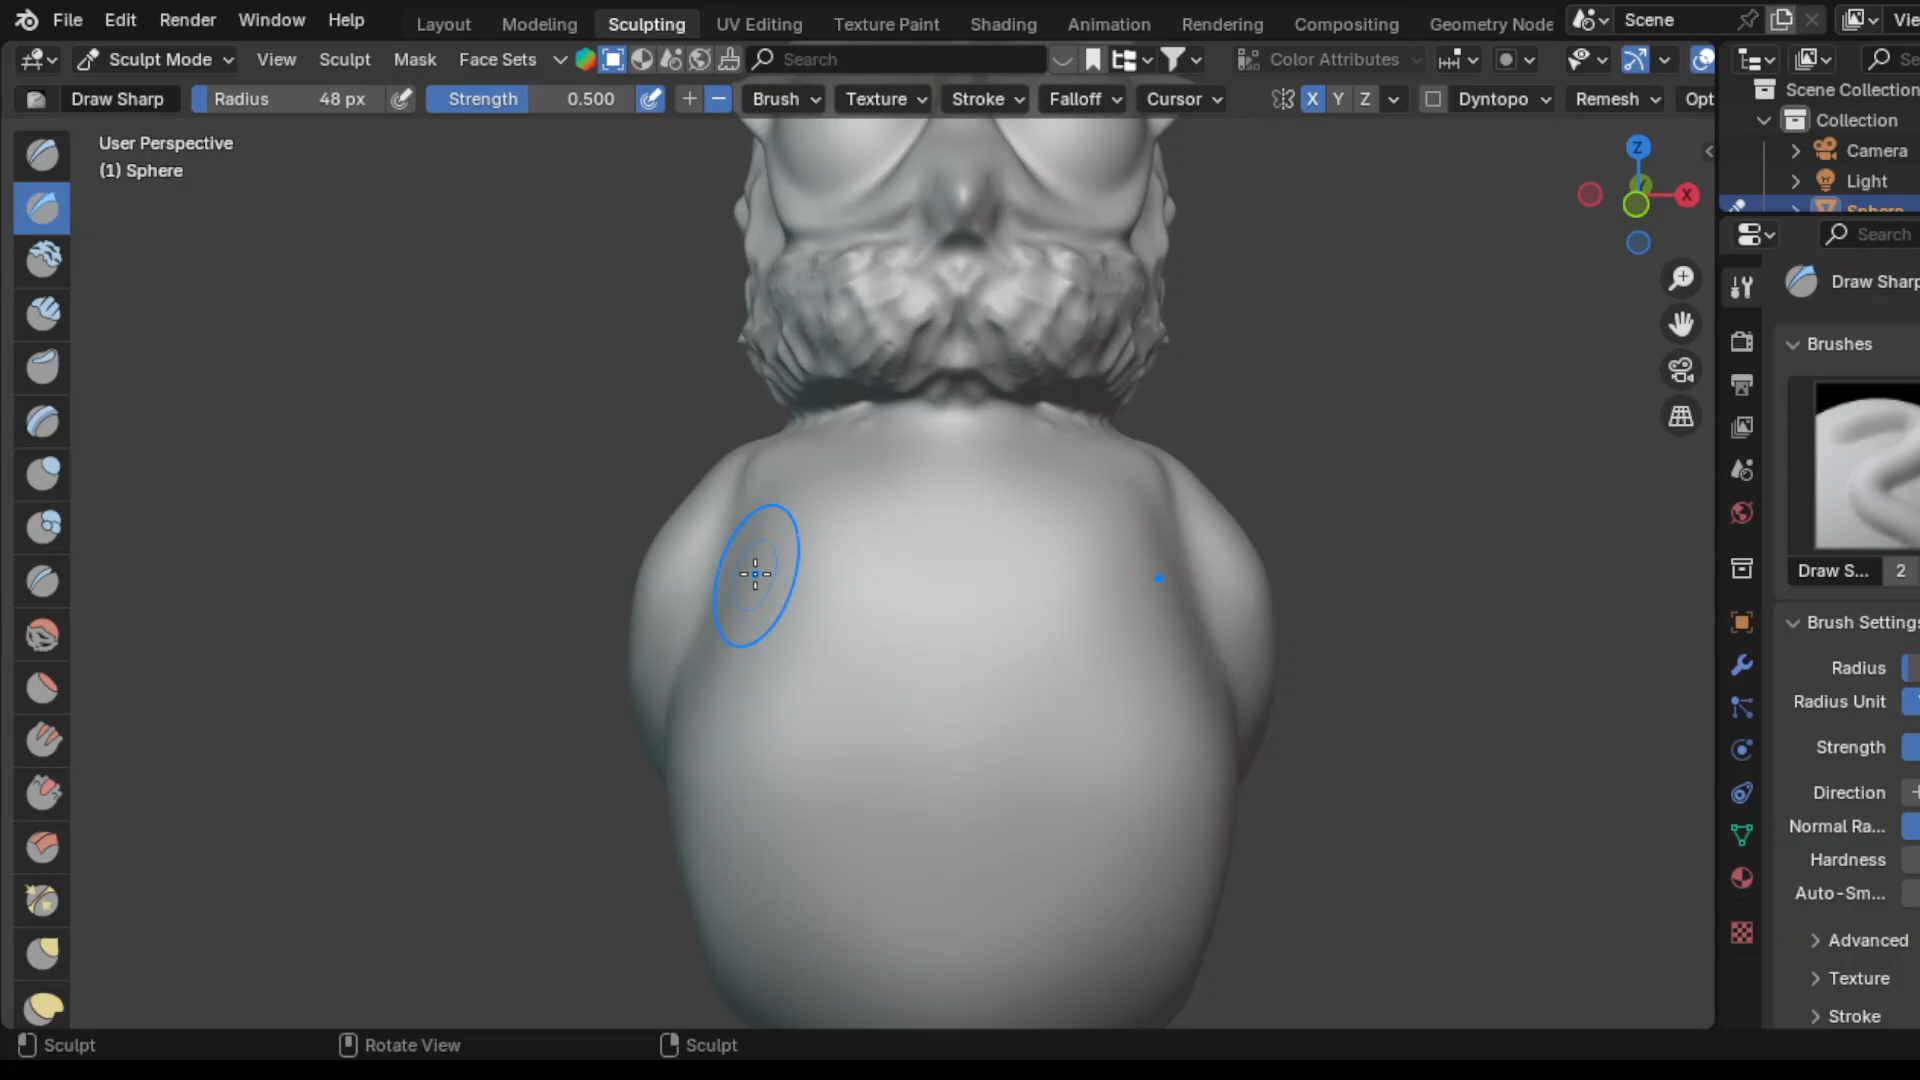 File Edit Render Window Help Layout Modeling Sculpting UV Editing Texture Paint Shading Animation Rendering Compositing Geometry Node Scene Vie
Sculpt Mode View Sculpt Mask Face Sets Search Color Attributes Se
Draw Sharp Radius 48 px Strength 0.500 Brush Texture Stroke Falloff Cursor X Y Z Dyntopo Remesh Opt
Scene Collection
Collection
Camera
Light
Sphere
User Perspective
(1) Sphere
Z
X
Search
Draw Sharp
Brushes
Draw S... 2
Brush Settings
Radius
Radius Unit
Strength
Direction
Normal Ra...
Hardness
Auto-Sm...
Advanced
Texture
Stroke
Sculpt Rotate View Sculpt